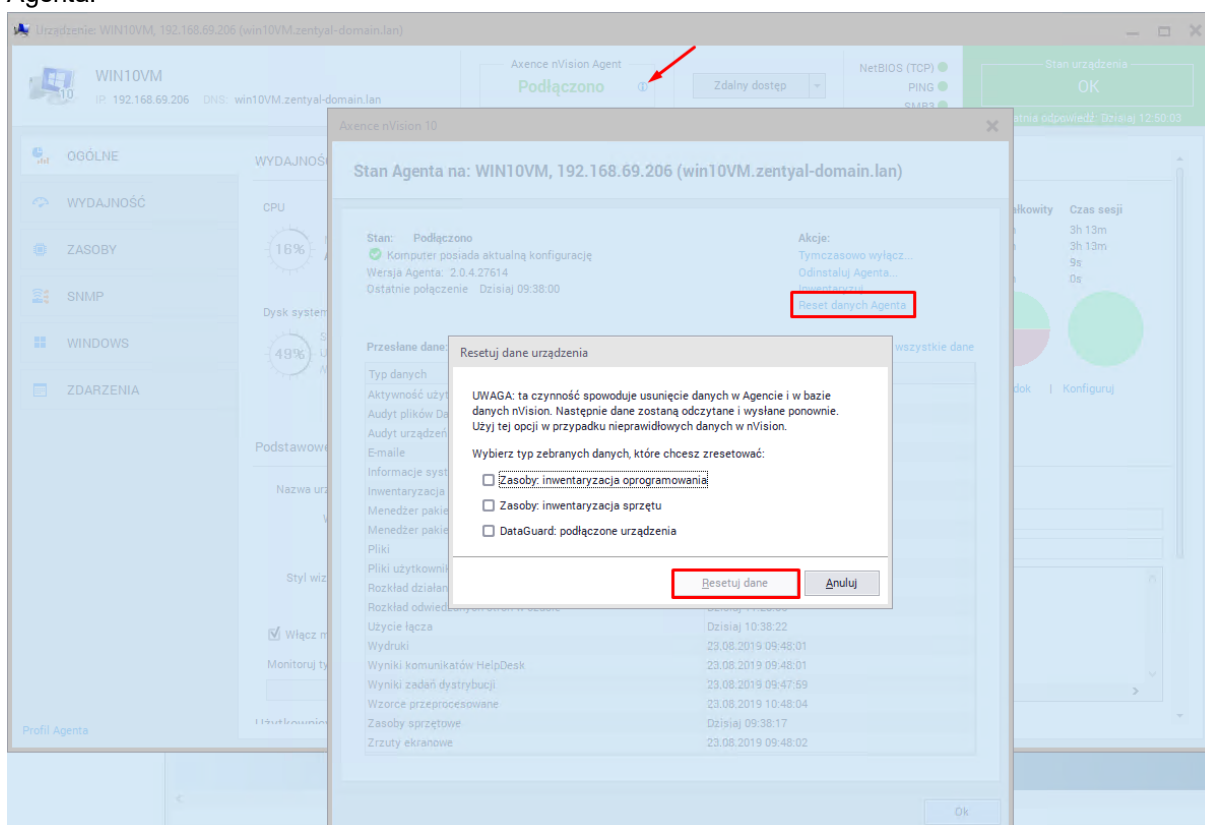 Agenta.
Urządzenie: WIN10VM, 192.168.69.206 (win10VM.zentyal-domain.lan)
WIN10VM
10
IP: 192.168.69.206 DNS: win10VM.zentyal-domain.lan
Axence nVision Agent
Podłączono
Zdalny dostęp
NetBIOS (TCP)
PING
SMB3
Stan urządzenia
OK
atnia odpowiedź: Dzisiaj 12:50:03
OGÓLNE
WYDAJNOŚĆ
ZASOBY
SNMP
WINDOWS
ZDARZENIA
Profil Agenta
WYDAJNOŚ
CPU
16%
Dysk system
49%
Podstawow
Nazwa urz
Styl wiz
Włącz m
Monitoruj ty
Axence nVision 10
Stan Agenta na: WIN10VM, 192.168.69.206 (win10VM.zentyal-domain.lan)
Stan: Podłączono
Komputer posiada aktualną konfigurację
Wersja Agenta: 2.0.4.27614
Ostatnie połączenie Dzisiaj 09:38:00
Akcje:
Tymczasowo wyłącz...
Odinstaluj Agenta...
Inwentaryzuj
Reset danych Agenta
Przesłane dane:
wszystkie dane
Typ danych
Aktywność użyt
Audyt plików Da
Audyt urządzeń
E-maile
Informacje syst
Inwentaryzacja
Menedżer pakie
Menedżer pakie
Pliki
Pliki użytkowni
Rozkład działan
Użycie łącza Dzisiaj 10:38:22
Wydruki 23.08.2019 09:48:01
Wyniki komunikatów HelpDesk 23.08.2019 09:48:01
Wyniki zadań dystrybucji 23.08.2019 09:47:59
Wzorce przeprocesowane 23.08.2019 10:48:04
Zasoby sprzętowe Dzisiaj 09:38:17
Zrzuty ekranowe 23.08.2019 09:48:02
Ok
Resetuj dane urządzenia
UWAGA: ta czynność spowoduje usunięcie danych w Agencie i w bazie
danych nVision. Następnie dane zostaną odczytane i wysłane ponownie.
Użyj tej opcji w przypadku nieprawidłowych danych w nVision.
Wybierz typ zebranych danych, które chcesz zresetować:
Zasoby: inwentaryzacja oprogramowania
Zasoby: inwentaryzacja sprzętu
DataGuard: podłączone urządzenia
Resetuj dane
Anuluj
ałkowity Czas sesji
3h 13m
3h 13m
9s
0s
dok | Konfiguruj